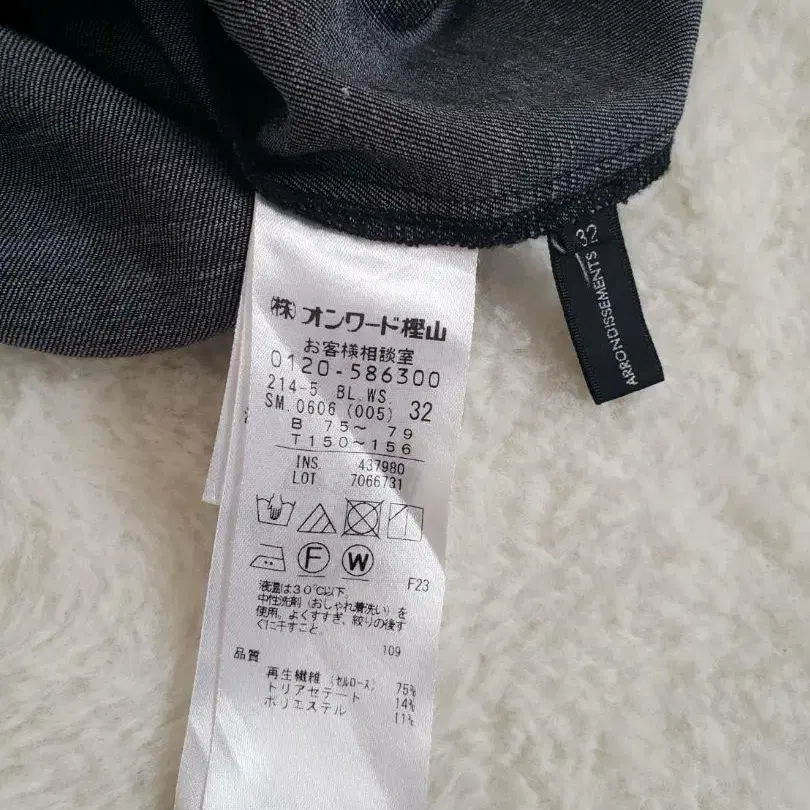 ㈱オンワード樫山
お客様相談室
0120-586300
214-5. BL.WS.
SM.0606 (005) 32
B 75～ 79
T150～156
INS. 437980
LOT 7066731
F
W
F23
液温は30℃以下、
中性洗剤（おしゃれ着洗い）を
使用。よくすすぎ、絞りの後す
ぐに干すこと。
109
品質
再生繊維（セルロース） 75%
トリアセテート 14%
ポリエステル 11%
32
ARRONDISSEMENTS